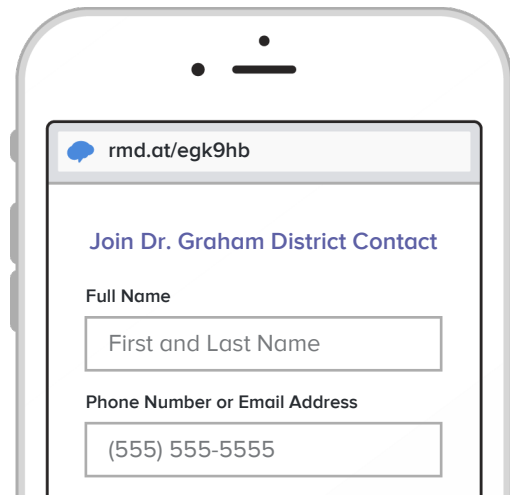 rmd.at/egk9hb
Join Dr. Graham District Contact
Full Name
First and Last Name
Phone Number or Email Address
(555) 555-5555